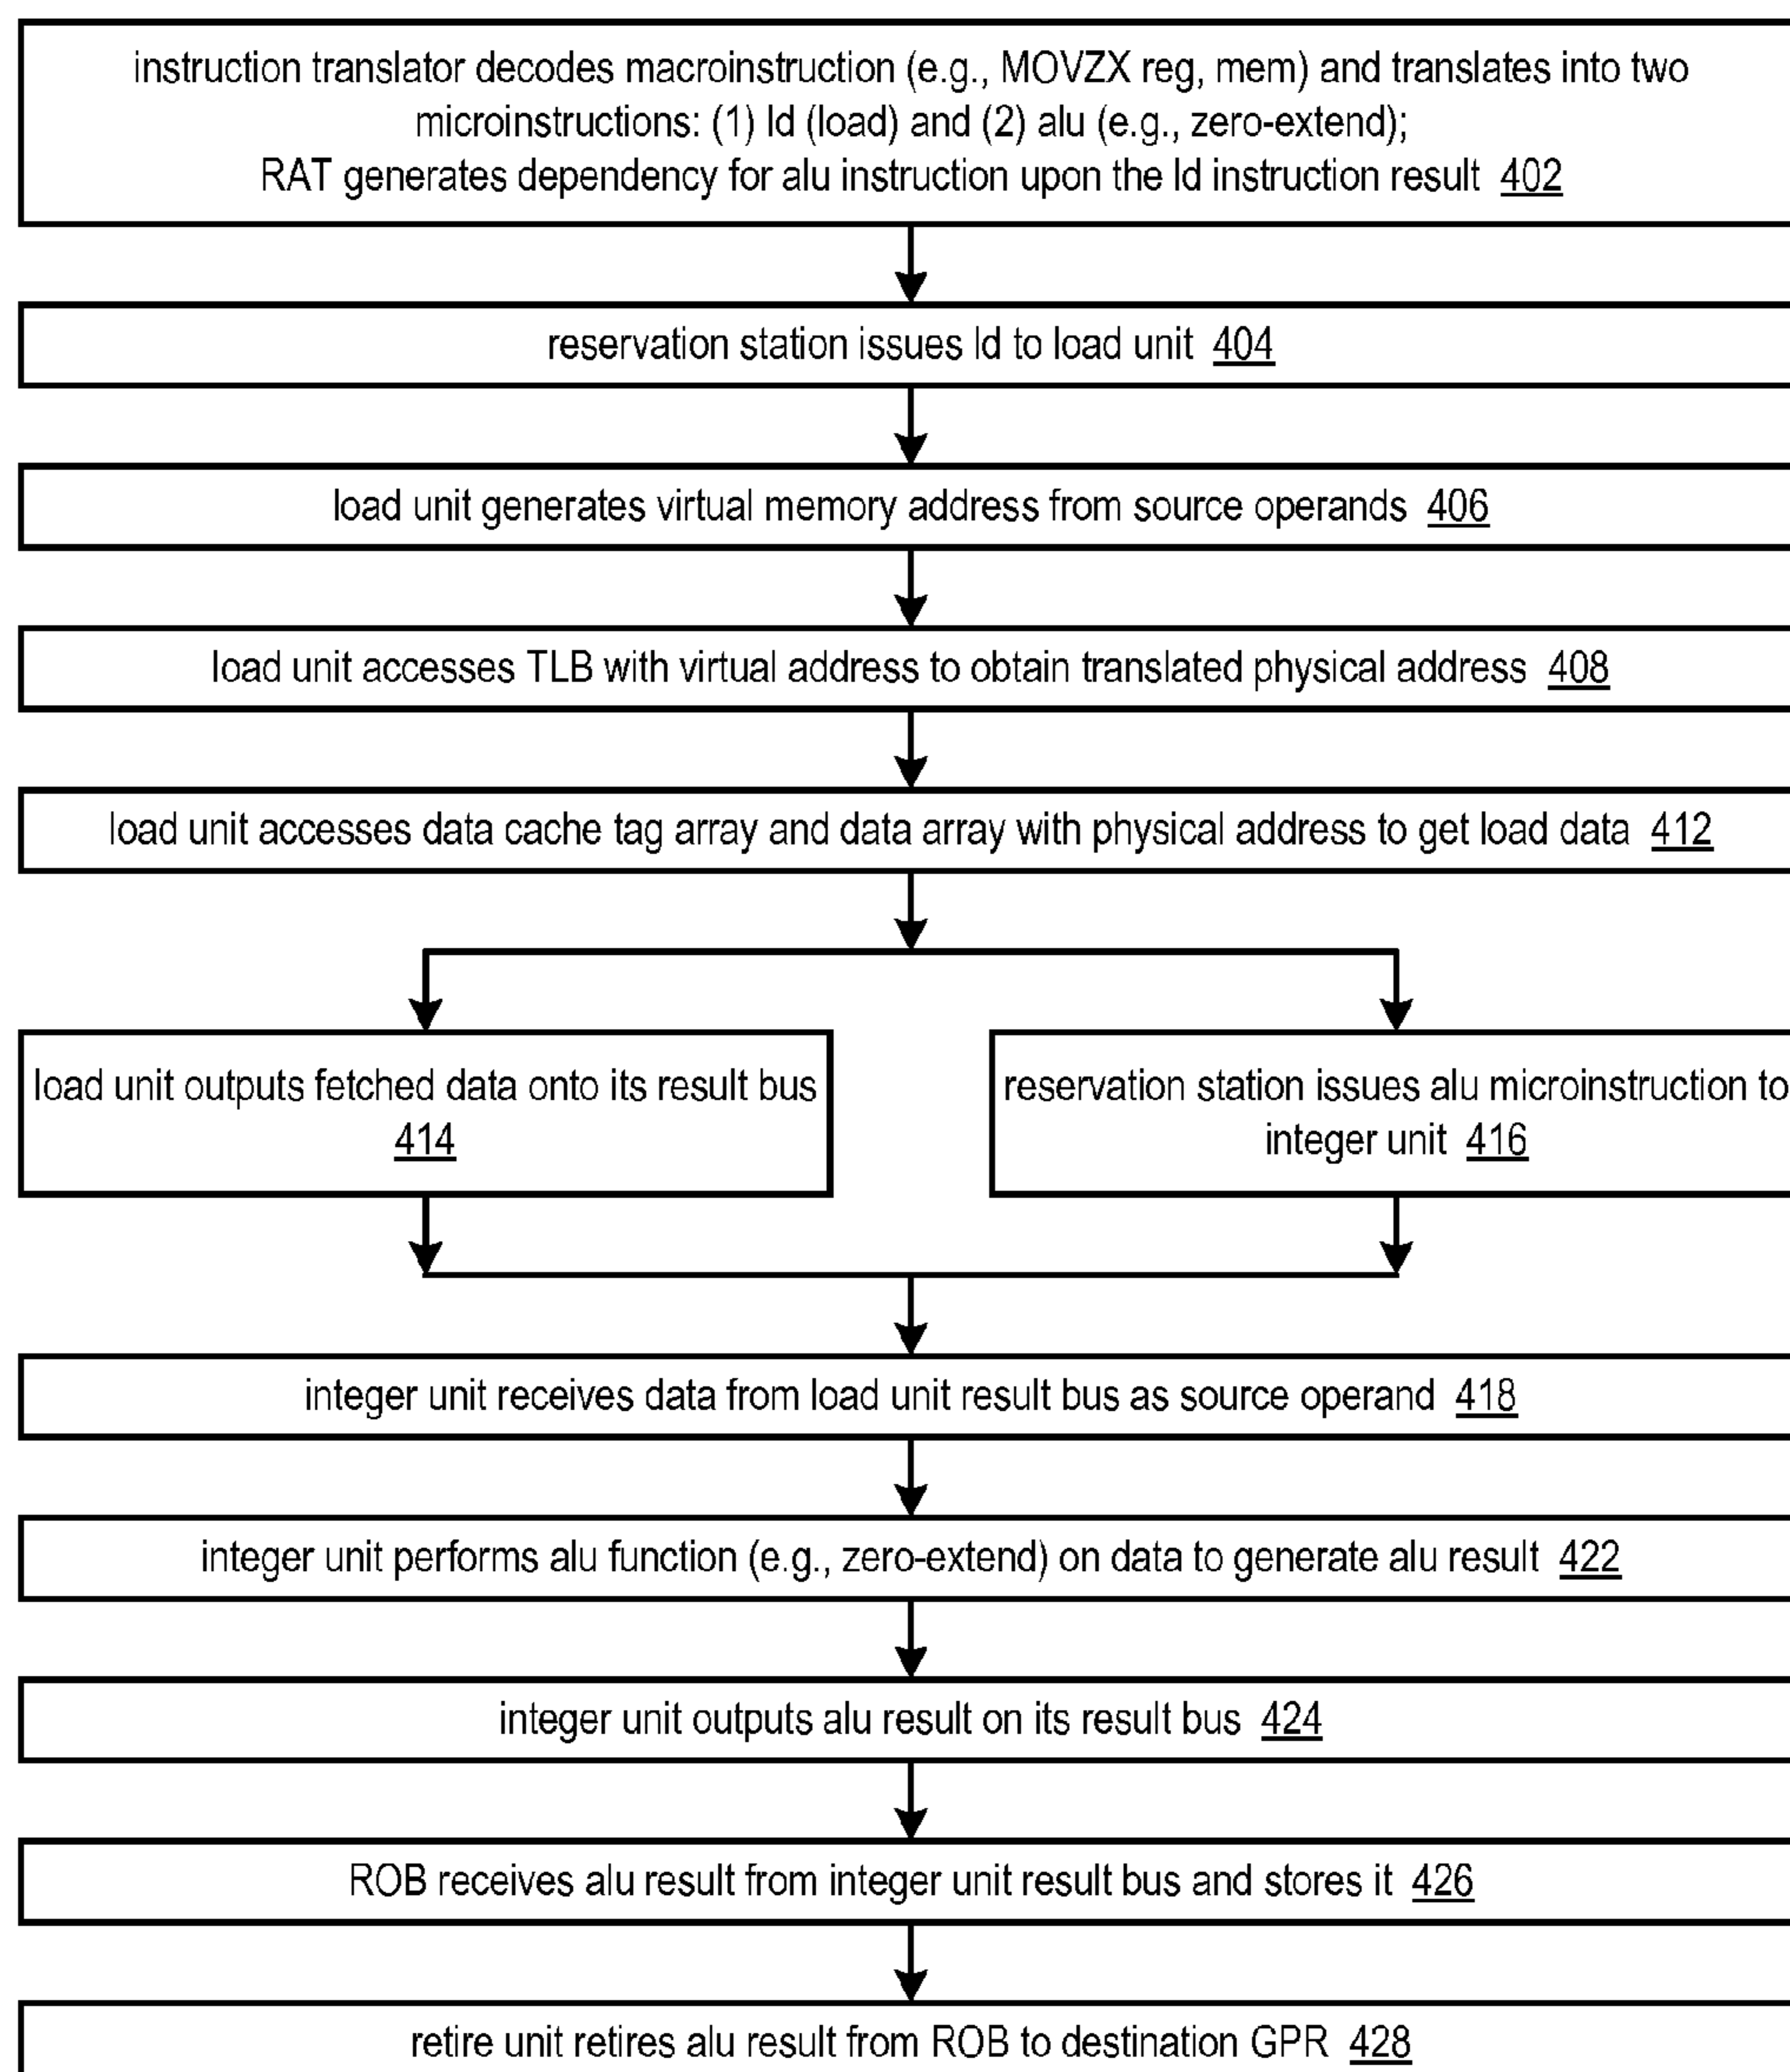 instruction translator decodes macroinstruction (e.g., MOVZX reg, mem) and translates into two
microinstructions: (1) ld (load) and (2) alu (e.g., zero-extend);
RAT generates dependency for alu instruction upon the ld instruction result 402
reservation station issues ld to load unit 404
load unit generates virtual memory address from source operands 406
load unit accesses TLB with virtual address to obtain translated physical address 408
load unit accesses data cache tag array and data array with physical address to get load data 412
load unit outputs fetched data onto its result bus
414
reservation station issues alu microinstruction to
integer unit 416
integer unit receives data from load unit result bus as source operand 418
integer unit performs alu function (e.g., zero-extend) on data to generate alu result 422
integer unit outputs alu result on its result bus 424
ROB receives alu result from integer unit result bus and stores it 426
retire unit retires alu result from ROB to destination GPR 428